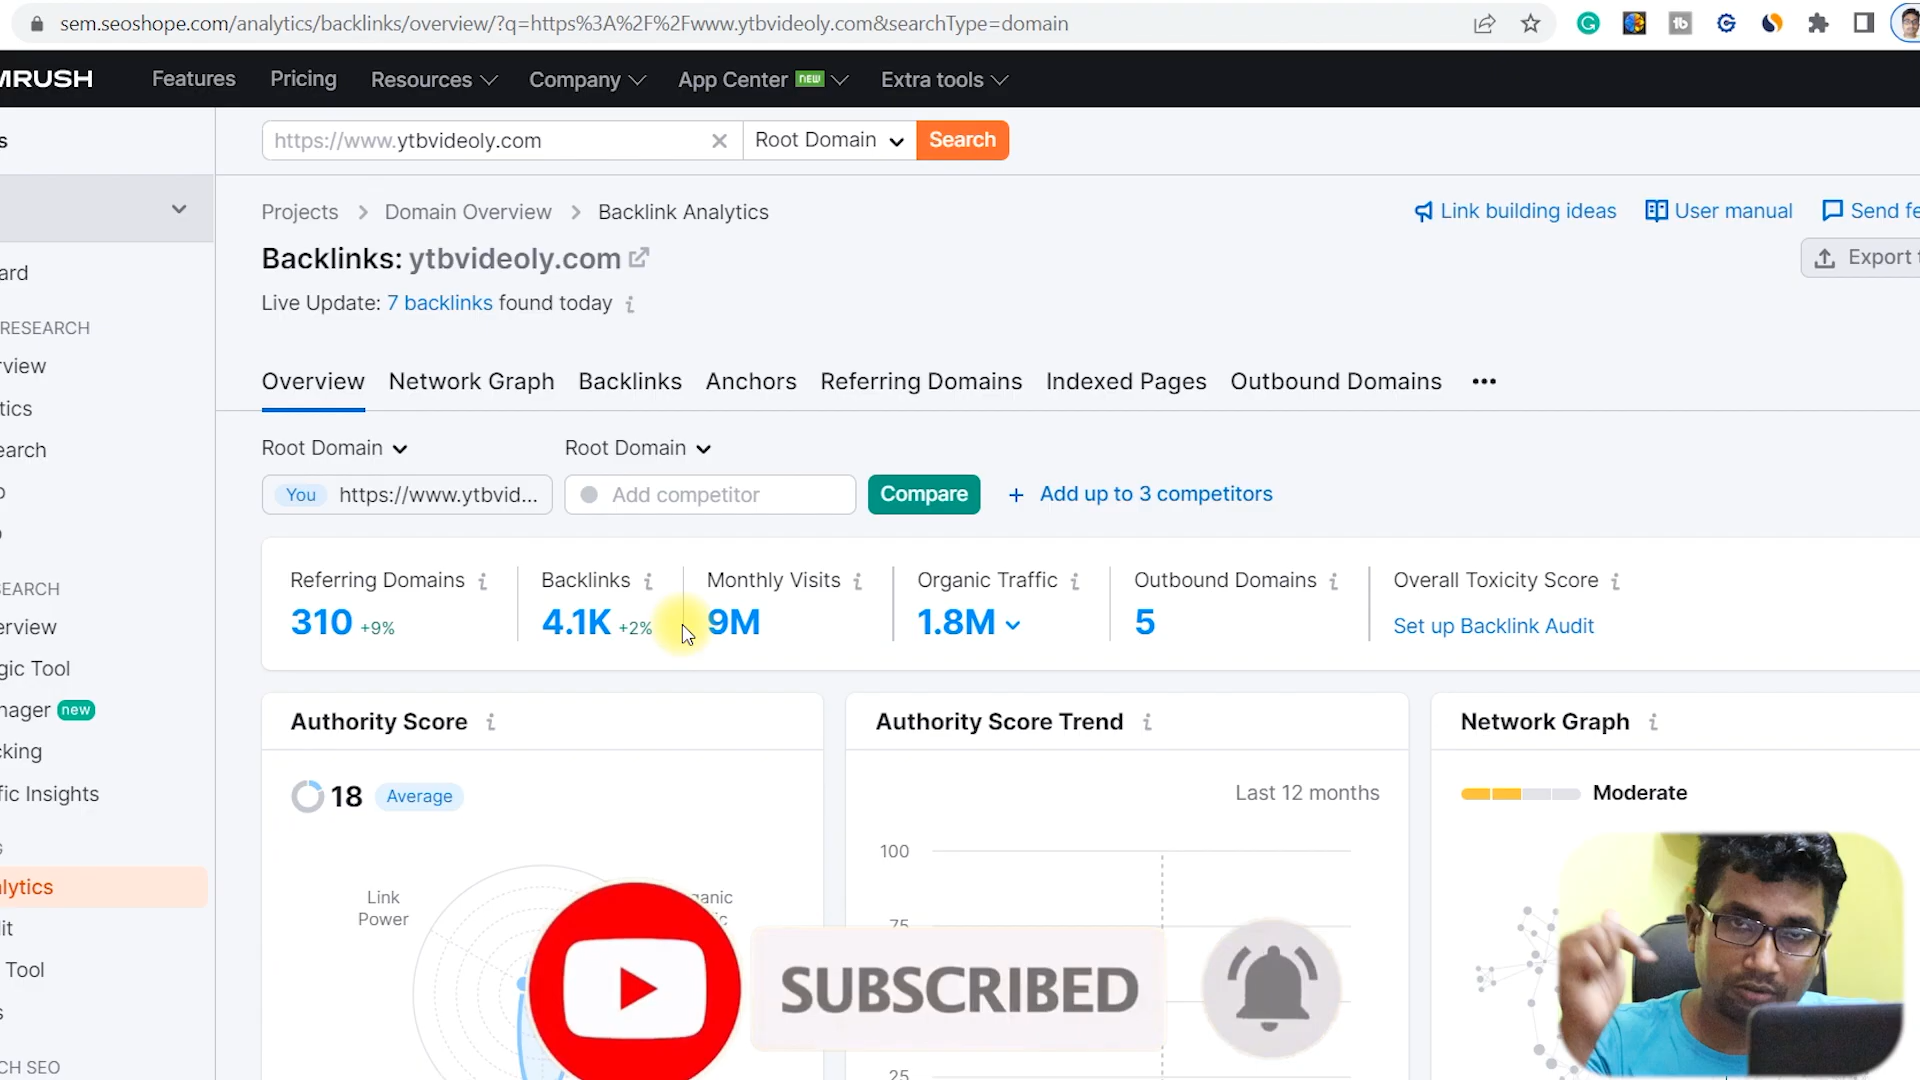 sem.seoshope.com/analytics/backlinks/overview/?q=https%3A%2F%2Fwww.ytbvideoly.com&searchType=domain
MRUSH Features Pricing Resources Company App Center NEW Extra tools
s
https://www.ytbvideoly.com Root Domain Search
Projects > Domain Overview > Backlink Analytics Link building ideas User manual Send fe
Backlinks: ytbvideoly.com Export t
Live Update: 7 backlinks found today
ard
RESEARCH
rview
tics
earch
Overview Network Graph Backlinks Anchors Referring Domains Indexed Pages Outbound Domains •••
Root Domain Root Domain
You https://www.ytbvid... Add competitor Compare + Add up to 3 competitors
Referring Domains Backlinks Monthly Visits Organic Traffic Outbound Domains Overall Toxicity Score
310 +9% 4.1K +2% 9M 1.8M 5 Set up Backlink Audit
EARCH
erview
gic Tool
nager new
cking
fic Insights
G
lytics
dit
Tool
s
CH SEO
Authority Score Authority Score Trend Network Graph
18 Average Last 12 months Moderate
100
75
25
Link
Power
ganic
SUBSCRIBED